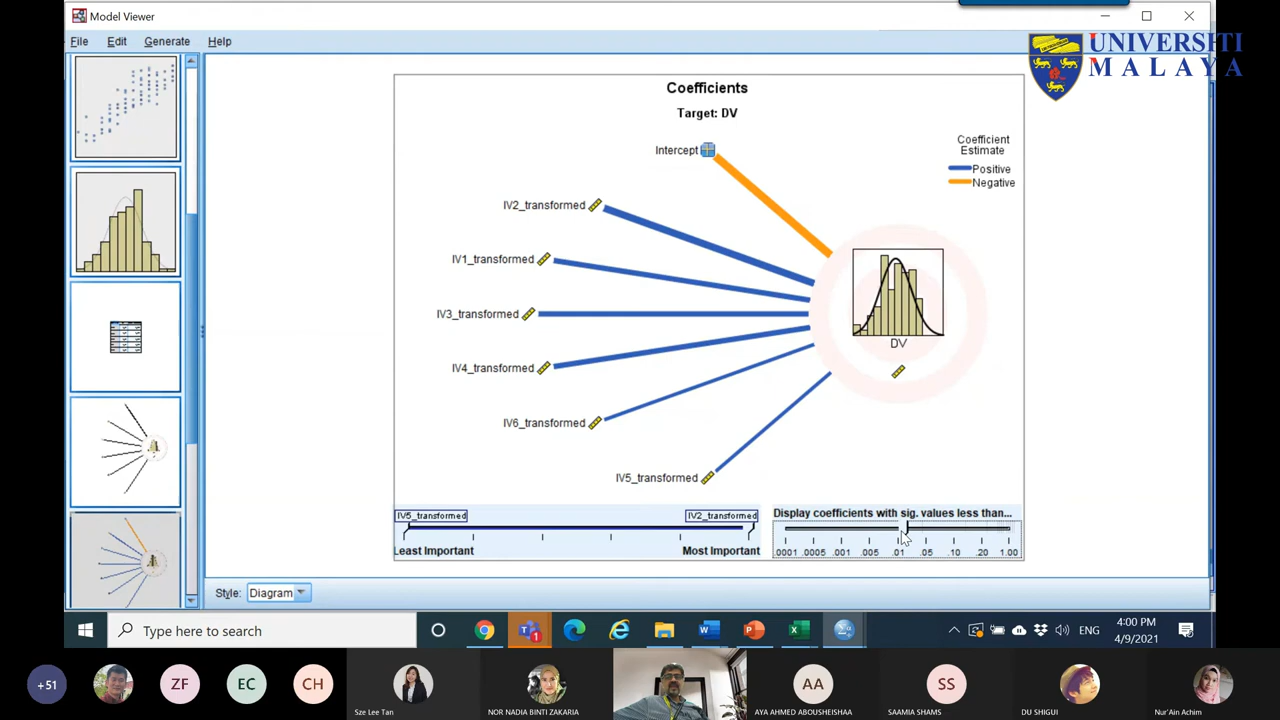 Model Viewer
File Edit Generate Help
UNIVERSITI
MALAYA
Coefficients
Target: DV
Coefficient
Estimate
Positive
Negative
Intercept
IV2_transformed
IV1_transformed
IV3_transformed
IV4_transformed
IV6_transformed
IV5_transformed
DV
IV5_transformed IV2_transformed
Least Important Most Important
Display coefficients with sig. values less than...
.0001 .0005 .001 .005 .01 .05 .10 .20 1.00
Style: Diagram
Type here to search
1
ENG
4:00 PM
4/9/2021
+51 ZF EC CH AA SS
Sze Lee Tan
NOR NADIA BINTI ZAKARIA
AYA AHMED ABOUSHEISHAA
SAAMIA SHAMS
DU SHIGUI
Nur'Ain Achim